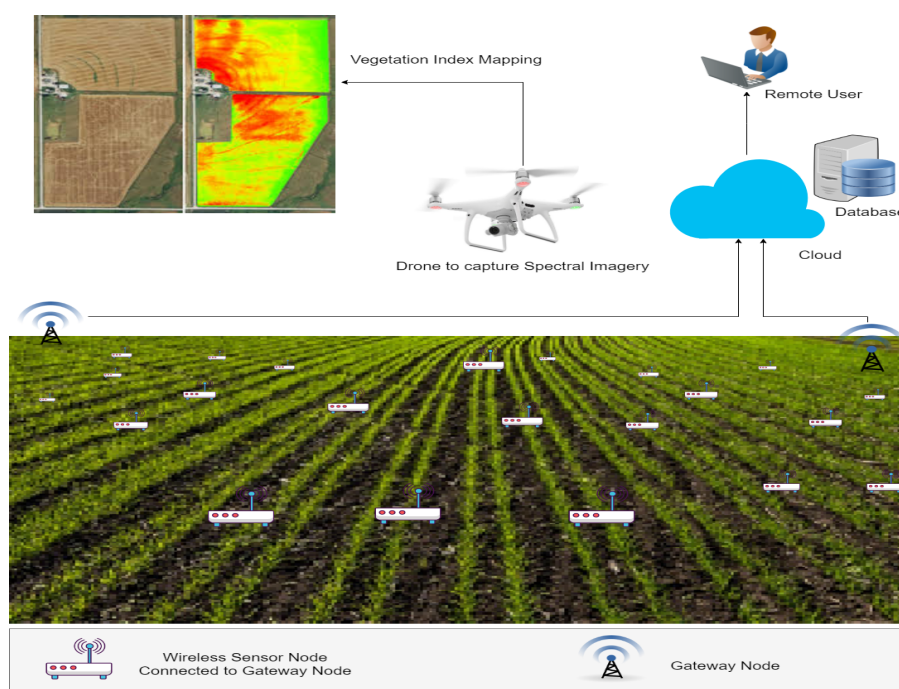 Vegetation Index Mapping
Remote User
Database
Drone to capture Spectral Imagery
Cloud
Wireless Sensor Node
Connected to Gateway Node
Gateway Node